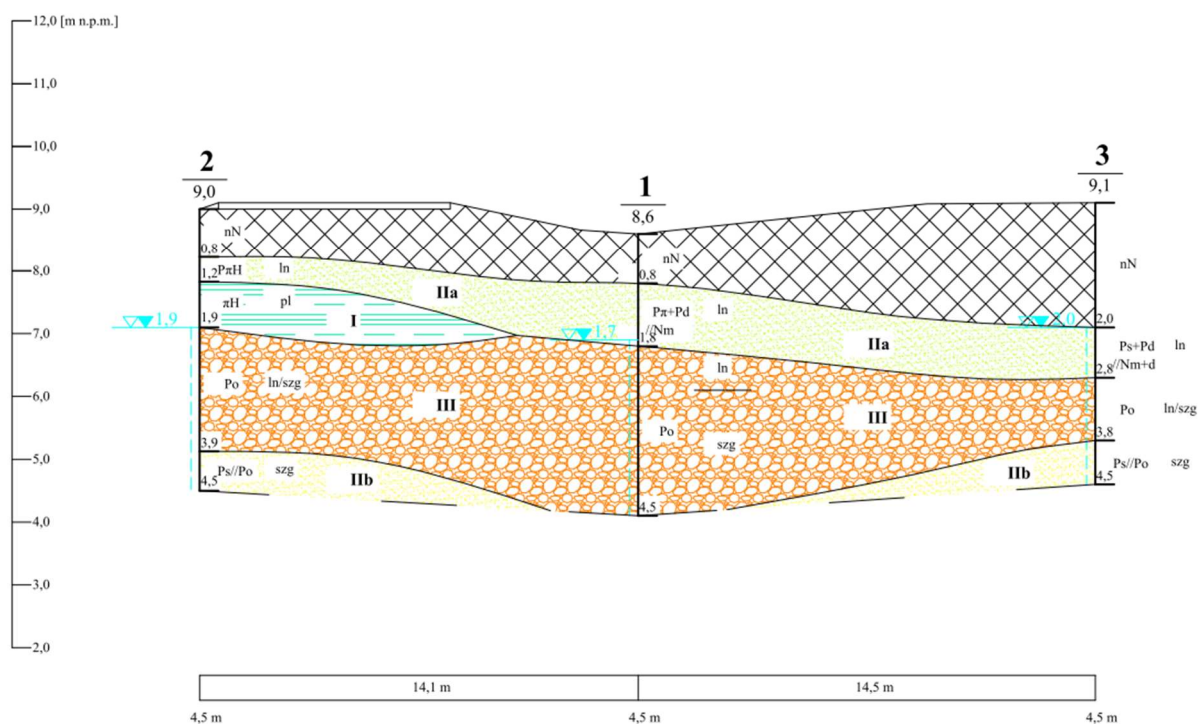 12,0 [m n.p.m.]
11,0
10,0
9,0
8,0
7,0
6,0
5,0
4,0
3,0
2,0
2
9,0
nN
0,8
PπH ln
1,2
πH pl
I
1,9
1,9
IIa
Po ln/szg
III
3,9
Ps//Po szg
IIb
4,5
1
8,6
nN
0,8
Pπ+Pd ln
//Nm
1,8
1,7
ln
Po
szg
4,5
IIa
III
IIb
3
9,1
nN
2,0
2,0
Ps+Pd ln
//Nm+d
2,8
Po ln/szg
3,8
Ps//Po szg
4,5
14,1 m
14,5 m
4,5 m
4,5 m
4,5 m